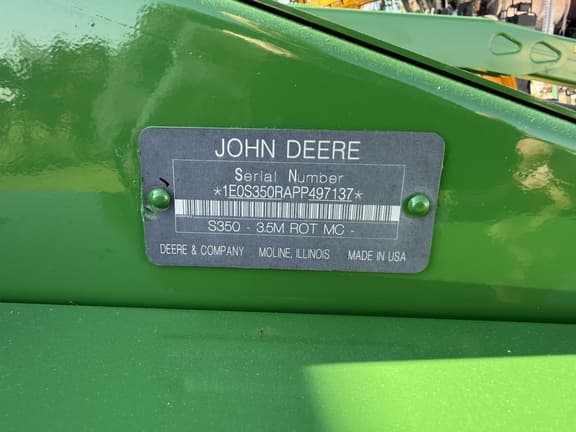 JOHN DEERE
Serial Number
*1E0S350RAPP497137*
S350 - 3.5M ROT MC -
DEERE & COMPANY MOLINE, ILLINOIS MADE IN USA